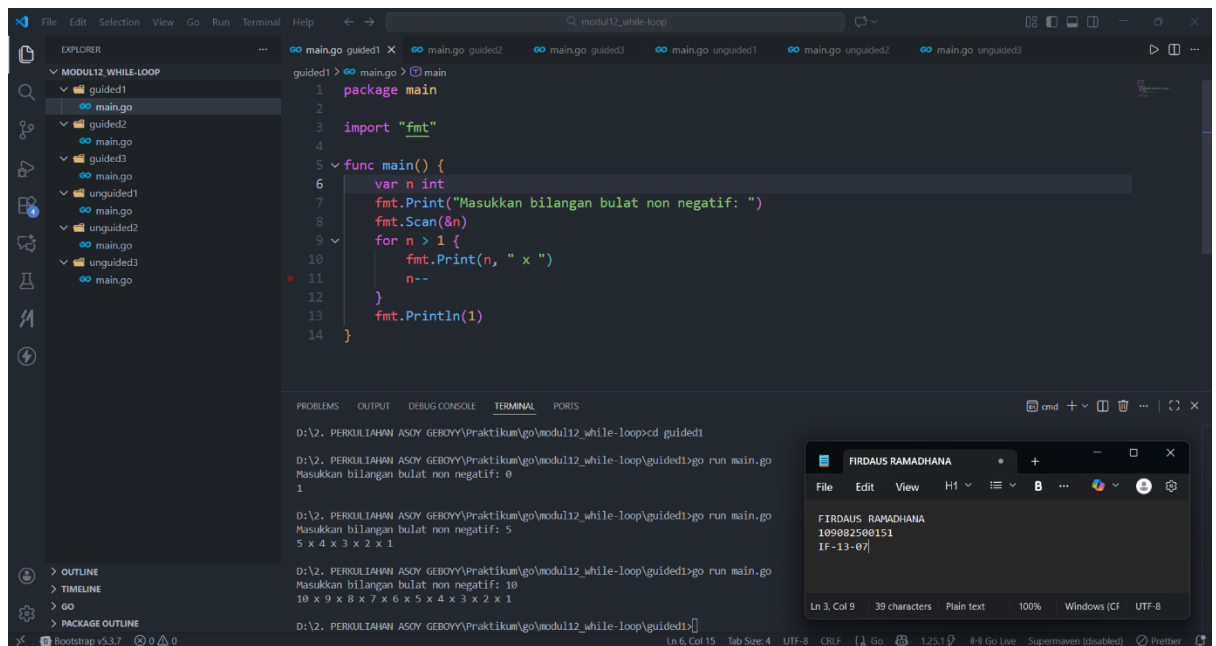 File Edit Selection View Go Run Terminal Help
modul12_while-loop
EXPLORER
MODUL12_WHILE-LOOP
guided1
main.go
guided2
main.go
guided3
main.go
unguided1
main.go
unguided2
main.go
unguided3
main.go
OUTLINE
TIMELINE
GO
PACKAGE OUTLINE
4
main.go guided1 main.go guided2 main.go guided3 main.go unguided1 main.go unguided2 main.go unguided3
guided1 > main.go > main
1 package main
2
3 import "fmt"
4
5 func main() {
6 var n int
7 fmt.Print("Masukkan bilangan bulat non negatif: ")
8 fmt.Scan(&n)
9 for n > 1 {
10 fmt.Print(n, " x ")
11 n--
12 }
13 fmt.Println(1)
14 }
PROBLEMS OUTPUT DEBUG CONSOLE TERMINAL PORTS
cmd
D:\2. PERKULIAHAN ASOY GEBOYY\Praktikum\go\modul12_while-loop>cd guided1
D:\2. PERKULIAHAN ASOY GEBOYY\Praktikum\go\modul12_while-loop\guided1>go run main.go
Masukkan bilangan bulat non negatif: 0
1
D:\2. PERKULIAHAN ASOY GEBOYY\Praktikum\go\modul12_while-loop\guided1>go run main.go
Masukkan bilangan bulat non negatif: 5
5 x 4 x 3 x 2 x 1
D:\2. PERKULIAHAN ASOY GEBOYY\Praktikum\go\modul12_while-loop\guided1>go run main.go
Masukkan bilangan bulat non negatif: 10
10 x 9 x 8 x 7 x 6 x 5 x 4 x 3 x 2 x 1
D:\2. PERKULIAHAN ASOY GEBOYY\Praktikum\go\modul12_while-loop\guided1>
FIRDAUS RAMADHANA
File Edit View H1 B
FIRDAUS RAMADHANA
109082500151
IF-13-07
Ln 3, Col 9 39 characters Plain text 100% Windows (CF UTF-8
Bootstrap v5.3.7 0 0 Ln 6, Col 15 Tab Size: 4 UTF-8 CRLF Go 1.25.1 Go Live Supermaven (disabled) Prettier